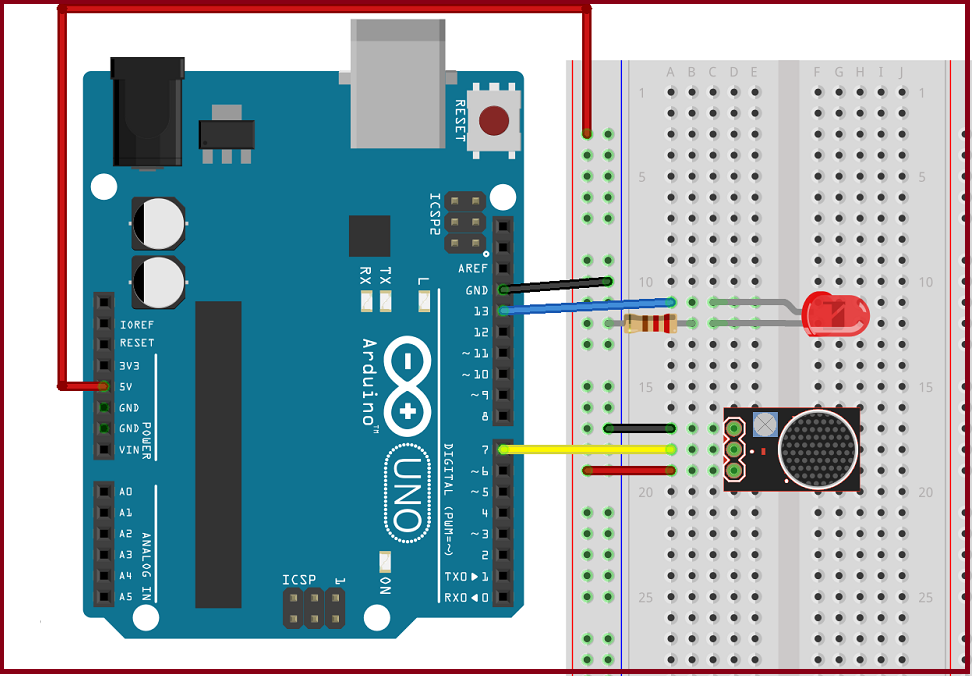 RESET
ICSP2
AREF
GND
13
12
~11
~10
~9
8
7
~6
~5
4
~3
2
TX0▶1
RX0◀0
DIGITAL (PWM=~)
RX
TX
L
Arduino™
UNO
ON
ICSP
1
IOREF
RESET
3V3
5V
GND
GND
VIN
POWER
A0
A1
A2
A3
A4
A5
ANALOG IN
A B C D E F G H I J
1 1
5 5
10 10
15 15
20 20
25 25